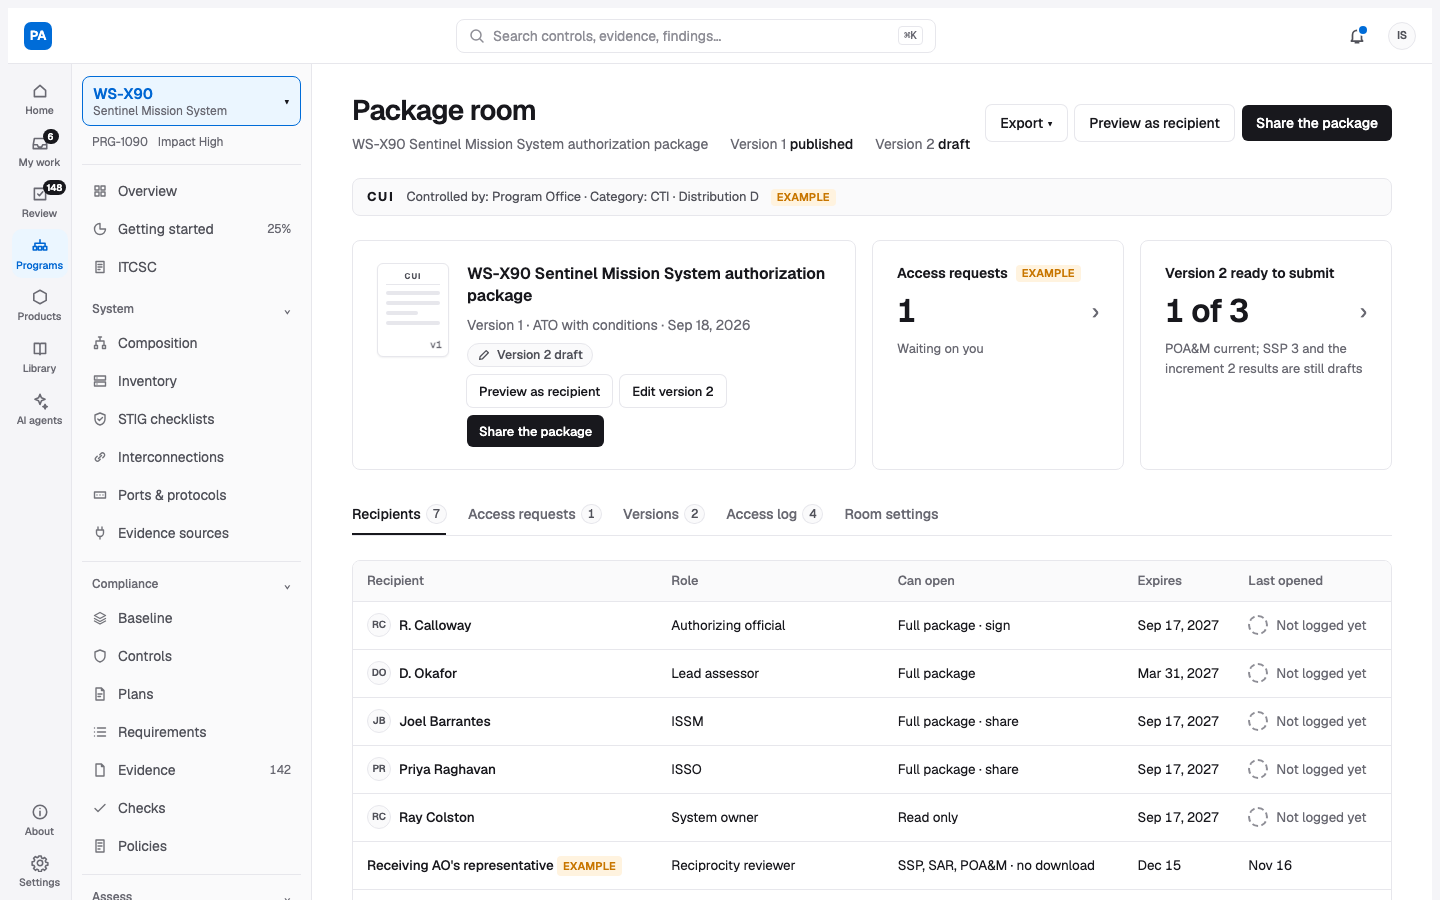 PA
Search controls, evidence, findings...
⌘K
IS
Home
6
My work
148
Review
Programs
Products
Library
AI agents
About
Settings
WS-X90
Sentinel Mission System
PRG-1090 Impact High
Overview
Getting started 25%
ITCSC
System
Composition
Inventory
STIG checklists
Interconnections
Ports & protocols
Evidence sources
Compliance
Baseline
Controls
Plans
Requirements
Evidence 142
Checks
Policies
Assess
Package room
WS-X90 Sentinel Mission System authorization package Version 1 published Version 2 draft
Export
Preview as recipient
Share the package
CUI Controlled by: Program Office · Category: CTI · Distribution D EXAMPLE
CUI
v1
WS-X90 Sentinel Mission System authorization
package
Version 1 · ATO with conditions · Sep 18, 2026
Version 2 draft
Preview as recipient
Edit version 2
Share the package
Access requests EXAMPLE
1
Waiting on you
Version 2 ready to submit
1 of 3
POA&M current; SSP 3 and the
increment 2 results are still drafts
Recipients 7
Access requests 1
Versions 2
Access log 4
Room settings
Recipient Role Can open Expires Last opened
RC R. Calloway Authorizing official Full package · sign Sep 17, 2027 Not logged yet
DO D. Okafor Lead assessor Full package Mar 31, 2027 Not logged yet
JB Joel Barrantes ISSM Full package · share Sep 17, 2027 Not logged yet
PR Priya Raghavan ISSO Full package · share Sep 17, 2027 Not logged yet
RC Ray Colston System owner Read only Sep 17, 2027 Not logged yet
Receiving AO's representative EXAMPLE Reciprocity reviewer SSP, SAR, POA&M · no download Dec 15 Nov 16